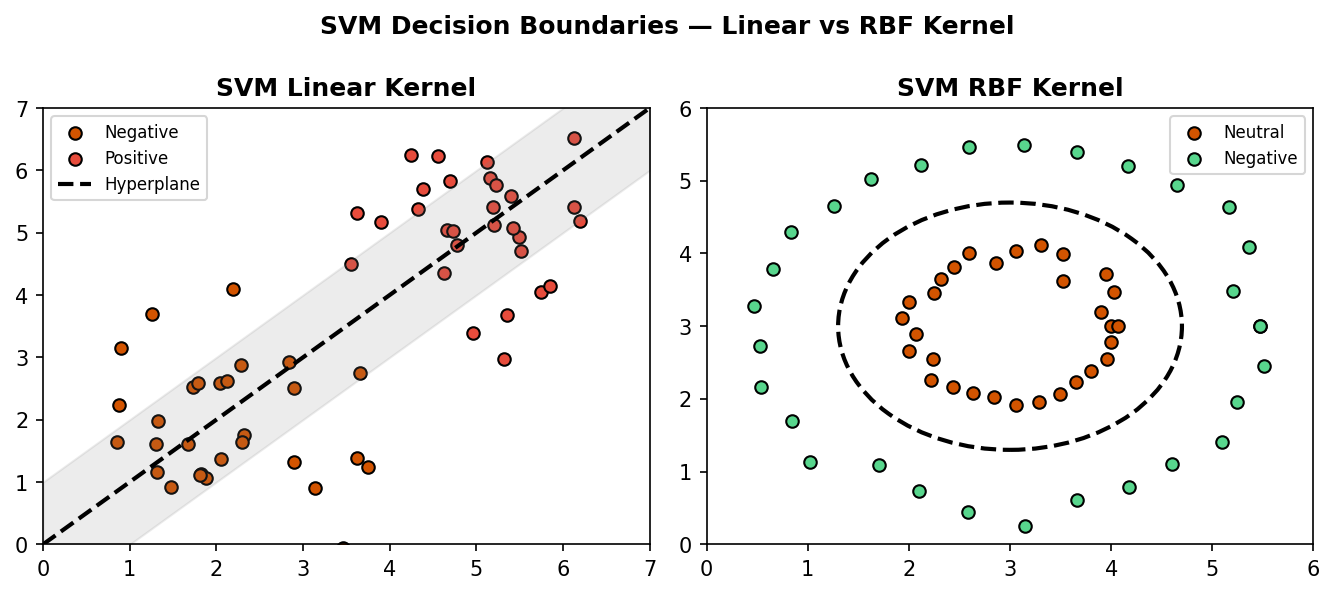 SVM Decision Boundaries — Linear vs RBF Kernel
SVM Linear Kernel
Negative
Positive
Hyperplane
7
6
5
4
3
2
1
0
0 1 2 3 4 5 6 7
SVM RBF Kernel
Neutral
Negative
6
5
4
3
2
1
0
0 1 2 3 4 5 6